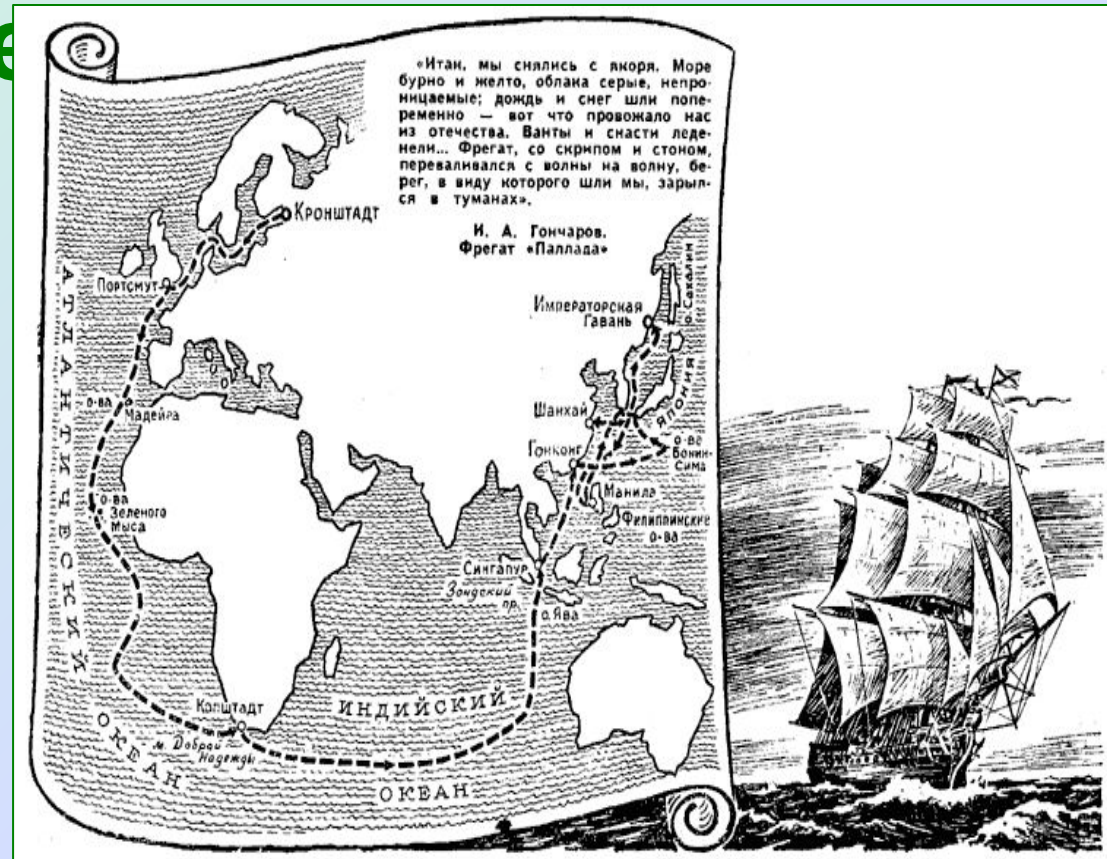 «Итак, мы снялись с якоря. Море
бурно и желто, облака серые, непро-
ницаемые; дождь и снег шли попе-
ременно — вот что провожало нас
из отечества. Ванты и снасти леде-
нели... Фрегат, со скрипом и стоном,
переваливался с волны на волну, бе-
рег, в виду которого шли мы, зарыл-
ся в туманах».
И. А. Гончаров.
Фрегат «Паллада»
Кронштадт
Портсмут
АТЛАНТИЧЕСКИЙ
Императорская
Гавань
о. Сахалин
Япония
Шанхай
о-ва
Мадейра
Гонконг
о-ва
Бонин-
Сима
о-ва
Зеленого
Мыса
Манила
Филиппинские
о-ва
Сингапур
Зондский
пр.
о. Ява
Капштадт
м. Доброй
Надежды
ИНДИЙСКИЙ
ОКЕАН
ОКЕАН